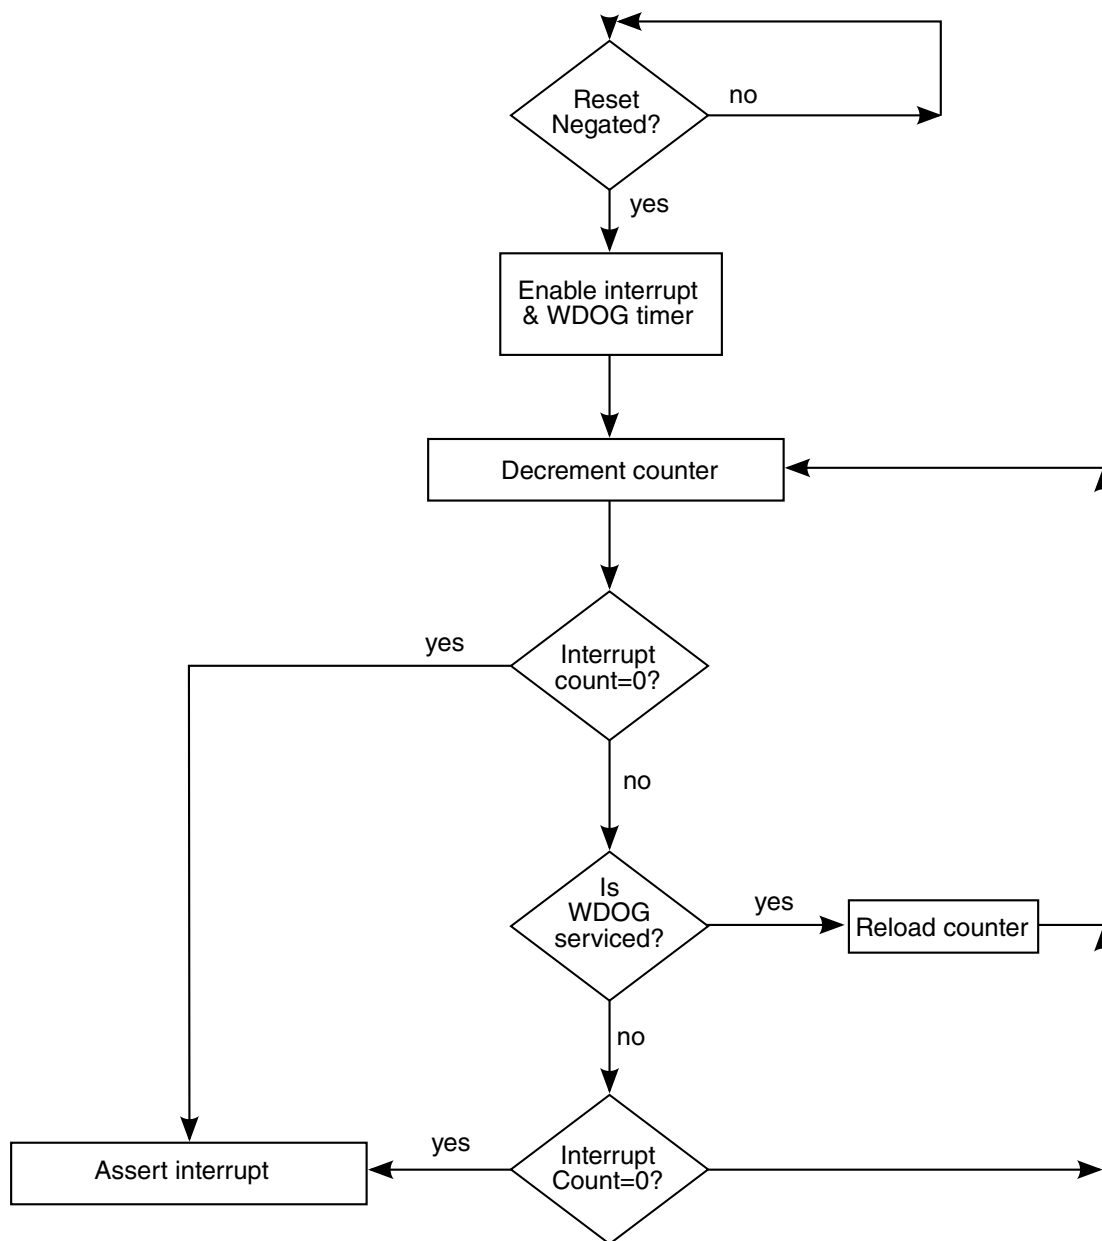 Reset
Negated?
no
yes
Enable interrupt
& WDOG timer
Decrement counter
yes
Interrupt
count=0?
no
Is
WDOG
serviced?
yes
Reload counter
no
Assert interrupt
yes
Interrupt
Count=0?